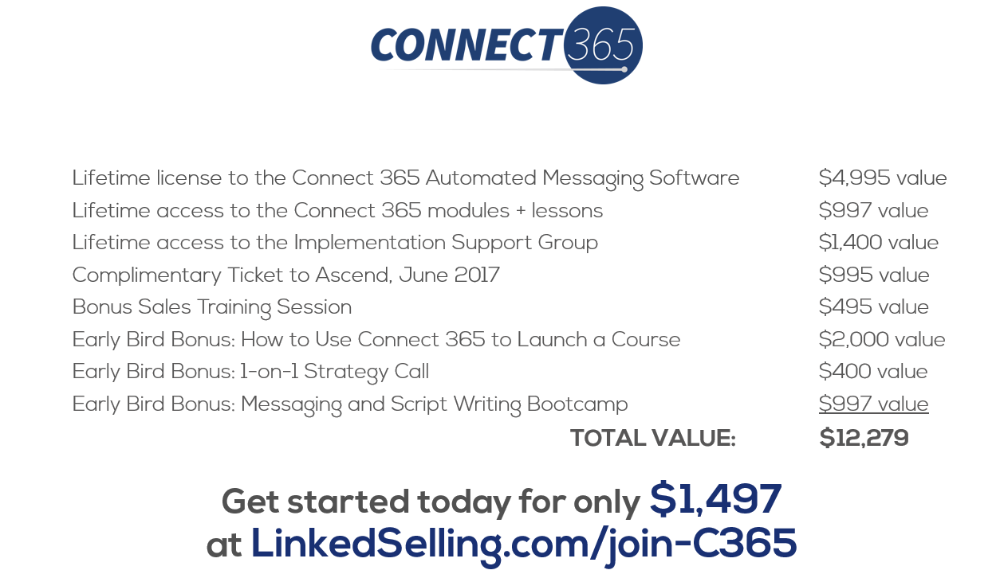 CONNECT 365
Lifetime license to the Connect 365 Automated Messaging Software $4,995 value
Lifetime access to the Connect 365 modules + lessons $997 value
Lifetime access to the Implementation Support Group $1,400 value
Complimentary Ticket to Ascend, June 2017 $995 value
Bonus Sales Training Session $495 value
Early Bird Bonus: How to Use Connect 365 to Launch a Course $2,000 value
Early Bird Bonus: 1-on-1 Strategy Call $400 value
Early Bird Bonus: Messaging and Script Writing Bootcamp $997 value
TOTAL VALUE: $12,279
Get started today for only $1,497
at LinkedSelling.com/join-C365